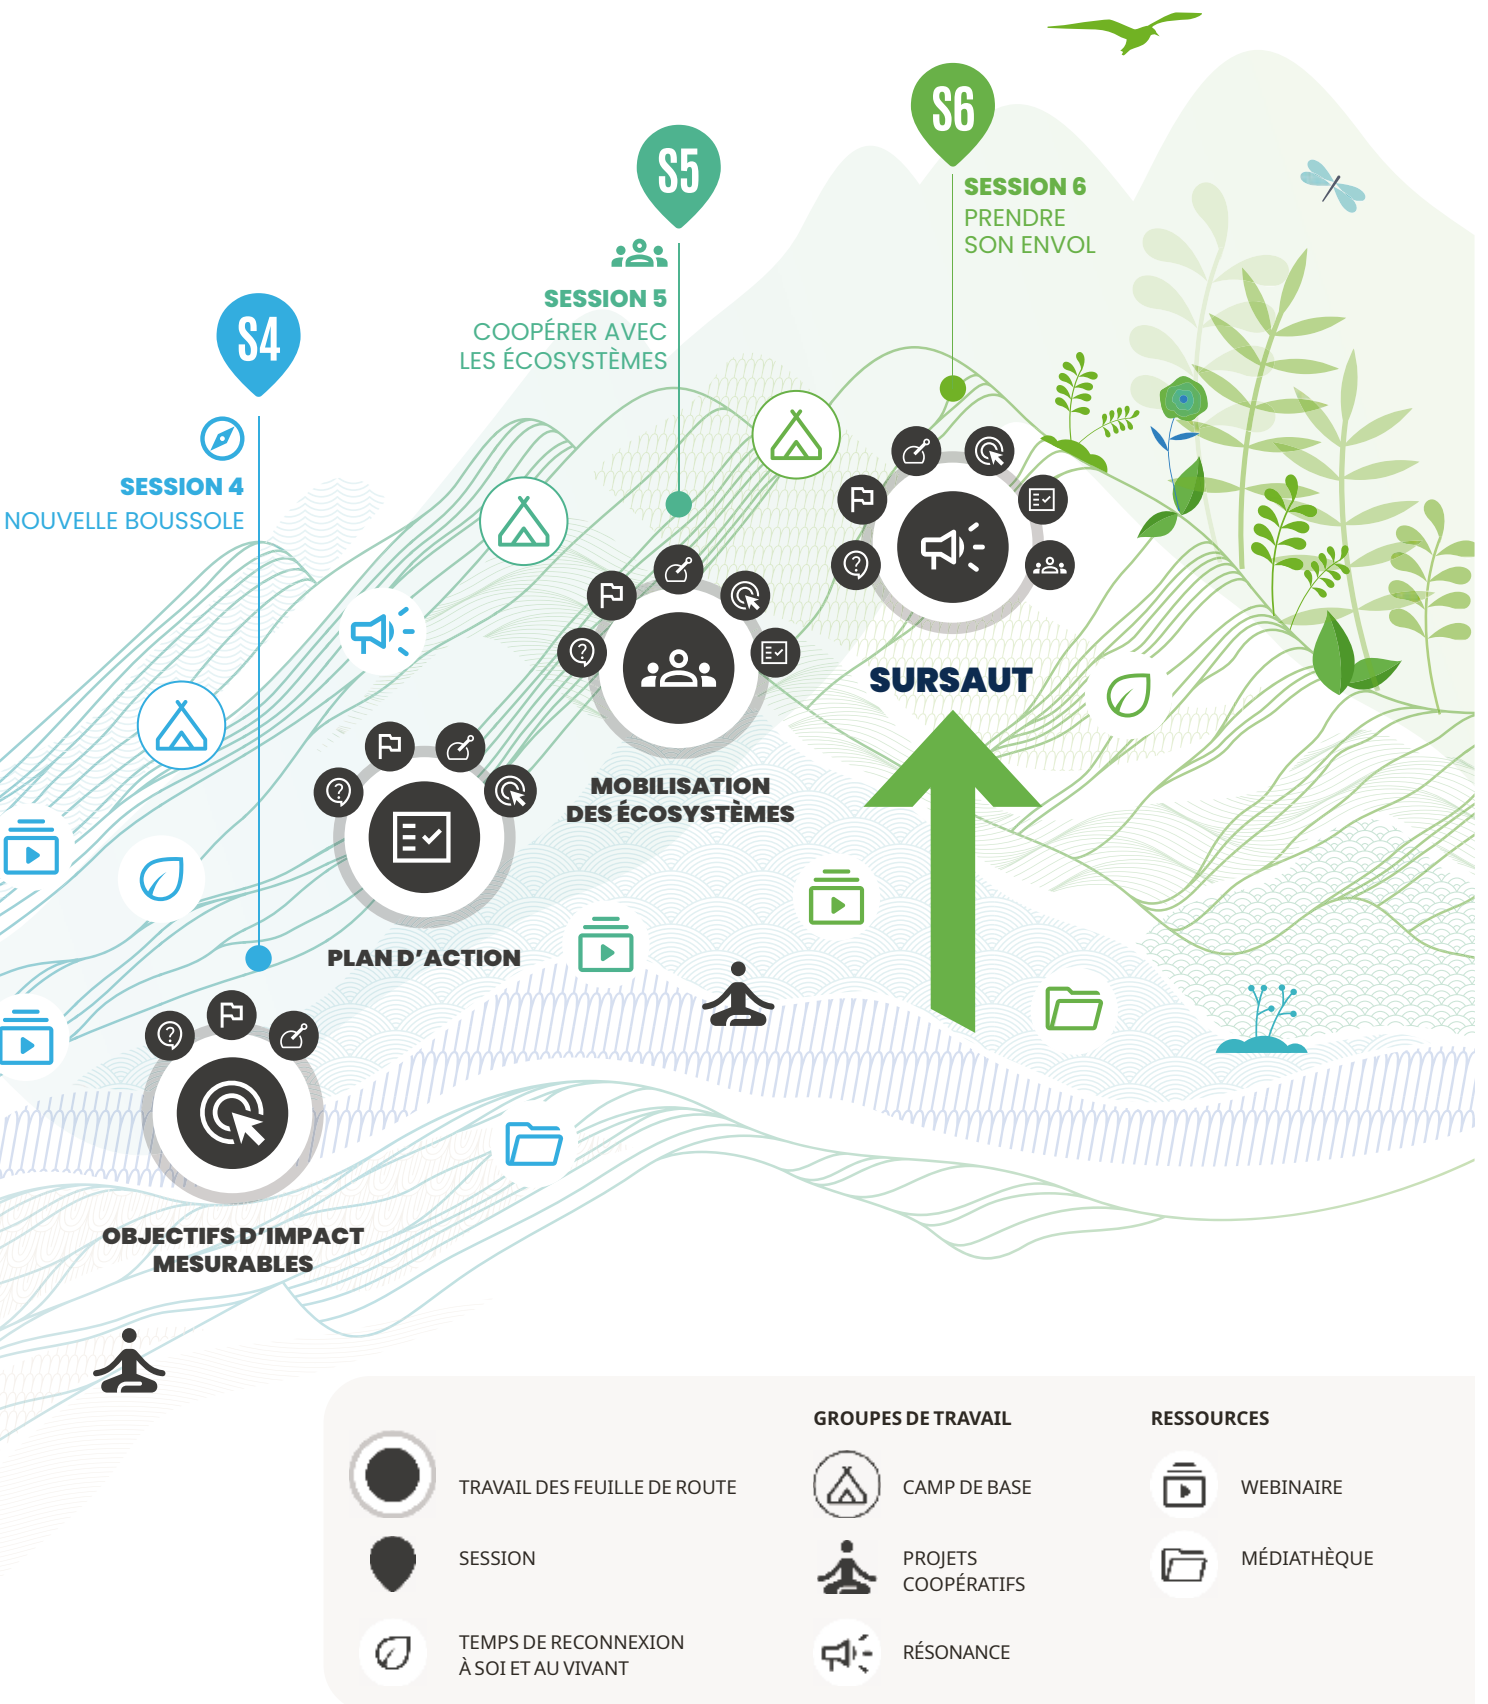 S6
SESSION 6
PRENDRE
SON ENVOL
S5
SESSION 5
COOPÉRER AVEC
LES ÉCOSYSTÈMES
S4
SESSION 4
NOUVELLE BOUSSOLE
SURSAUT
MOBILISATION
DES ÉCOSYSTÈMES
PLAN D'ACTION
OBJECTIFS D'IMPACT
MESURABLES
TRAVAIL DES FEUILLE DE ROUTE
SESSION
TEMPS DE RECONNEXION
À SOI ET AU VIVANT
GROUPES DE TRAVAIL
CAMP DE BASE
PROJETS
COOPÉRATIFS
RÉSONANCE
RESSOURCES
WEBINAIRE
MÉDIATHÈQUE